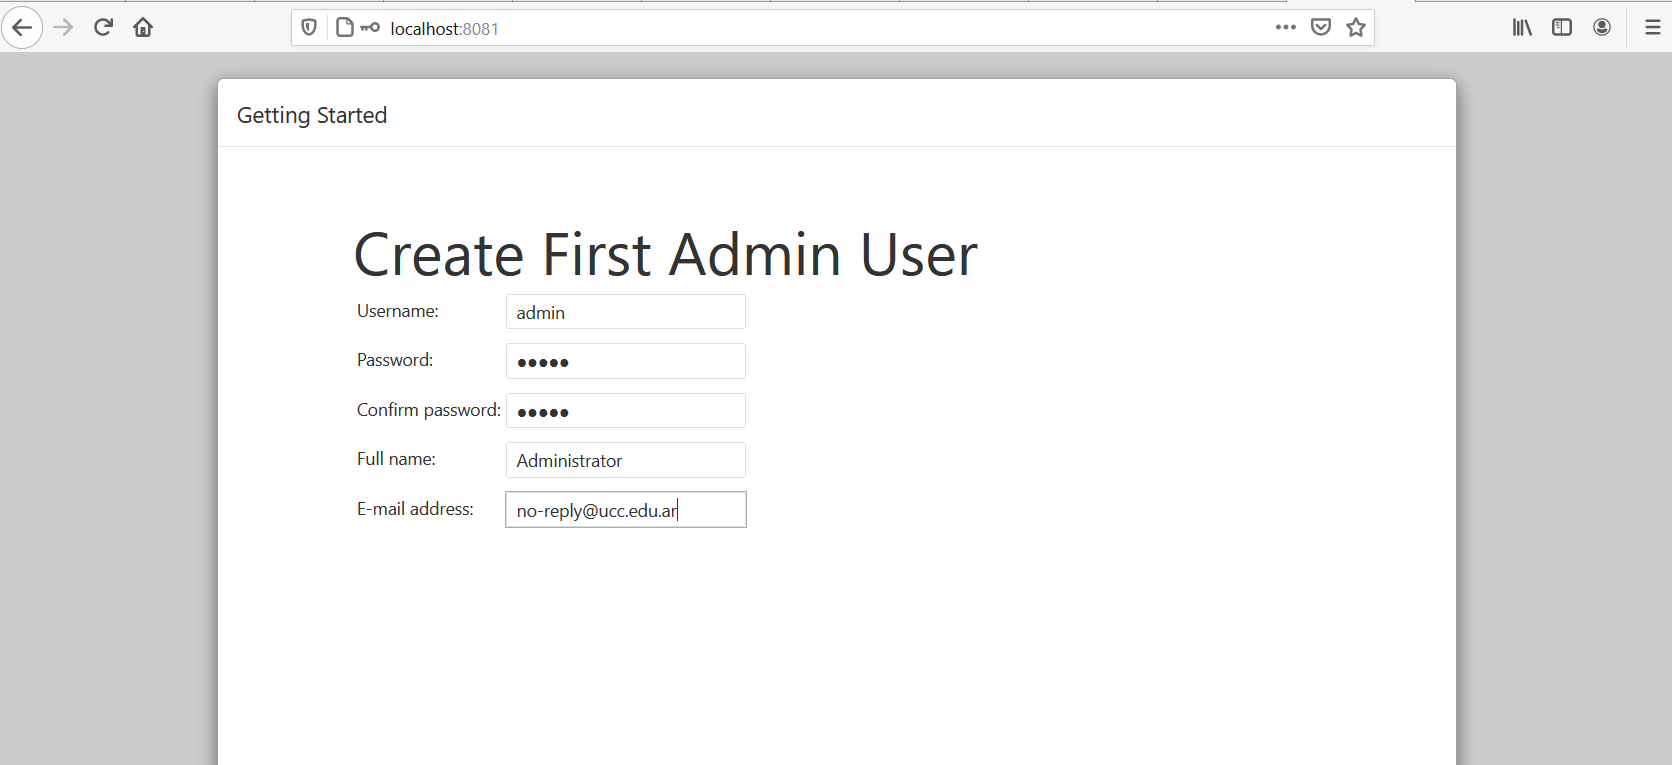 localhost:8081
Getting Started
Create First Admin User
Username: admin
Password: •••••
Confirm password: •••••
Full name: Administrator
E-mail address: no-reply@ucc.edu.ar